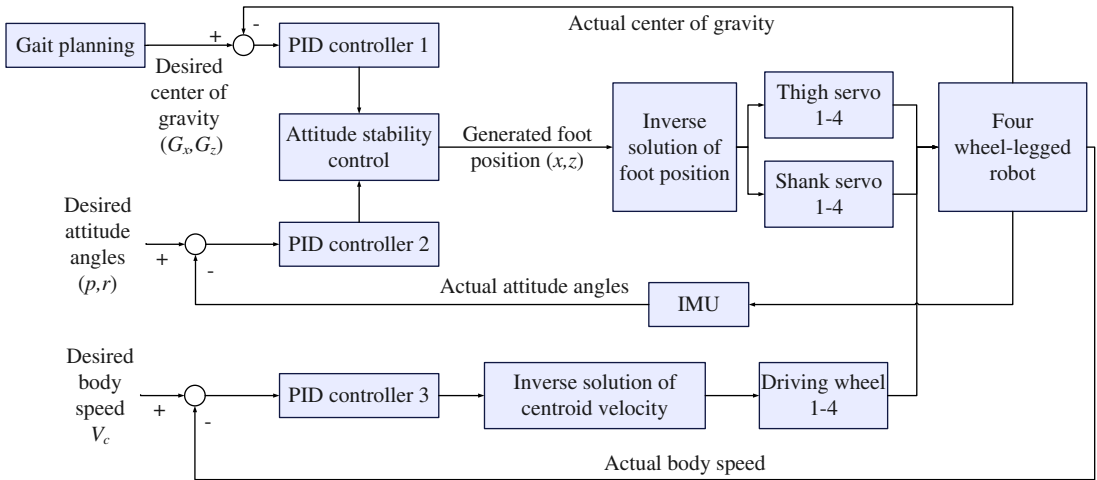 Actual center of gravity
Gait planning
+
-
PID controller 1
Desired
center of
gravity
(Gx,Gz)
Attitude stability
control
Generated foot
position (x,z)
Inverse
solution of
foot position
Thigh servo
1-4
Shank servo
1-4
Four
wheel-legged
robot
Desired
attitude
angles
(p,r)
+
-
PID controller 2
Actual attitude angles
IMU
Desired
body
speed
Vc
+
-
PID controller 3
Inverse solution of
centroid velocity
Driving wheel
1-4
Actual body speed